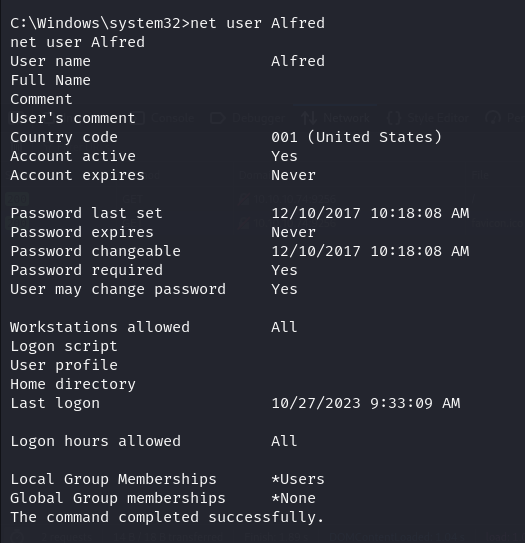 C:\Windows\system32>net user Alfred
net user Alfred
User name Alfred
Full Name
Comment
User's comment
Country code 001 (United States)
Account active Yes
Account expires Never
Password last set 12/10/2017 10:18:08 AM
Password expires Never
Password changeable 12/10/2017 10:18:08 AM
Password required Yes
User may change password Yes
Workstations allowed All
Logon script
User profile
Home directory
Last logon 10/27/2023 9:33:09 AM
Logon hours allowed All
Local Group Memberships *Users
Global Group memberships *None
The command completed successfully.